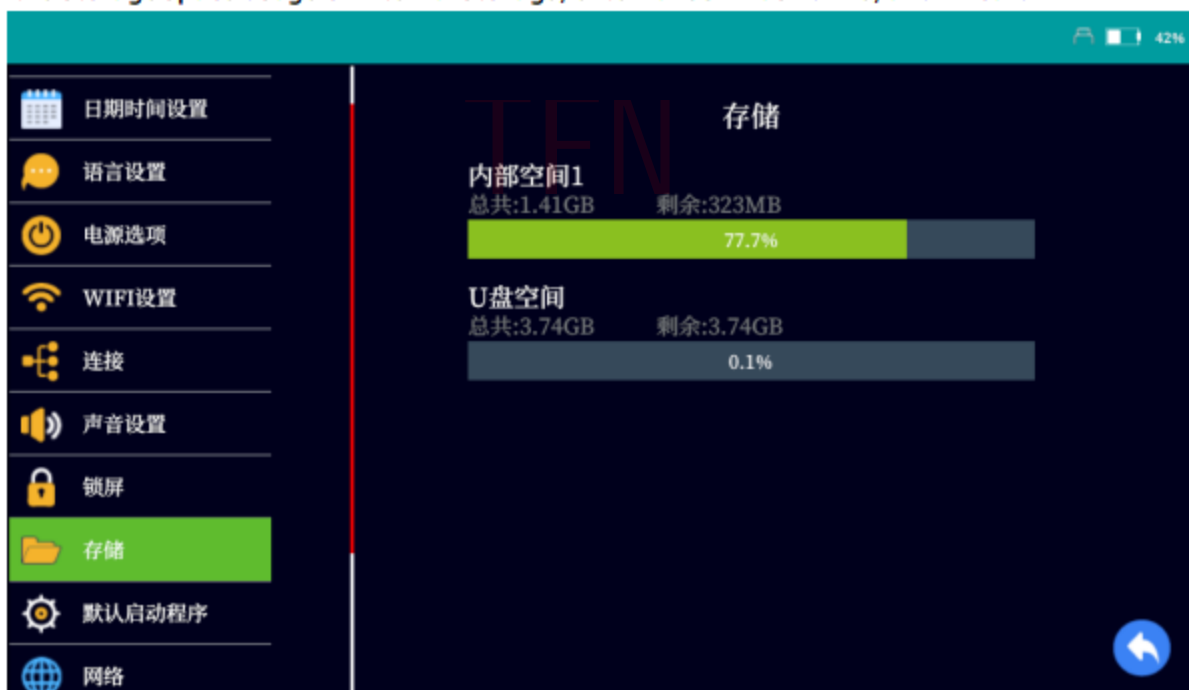 42%
日期时间设置
语言设置
电源选项
WIFI设置
连接
声音设置
锁屏
存储
默认启动程序
网络
TFN
存储
内部空间1
总共:1.41GB 剩余:323MB
77.7%
U盘空间
总共:3.74GB 剩余:3.74GB
0.1%